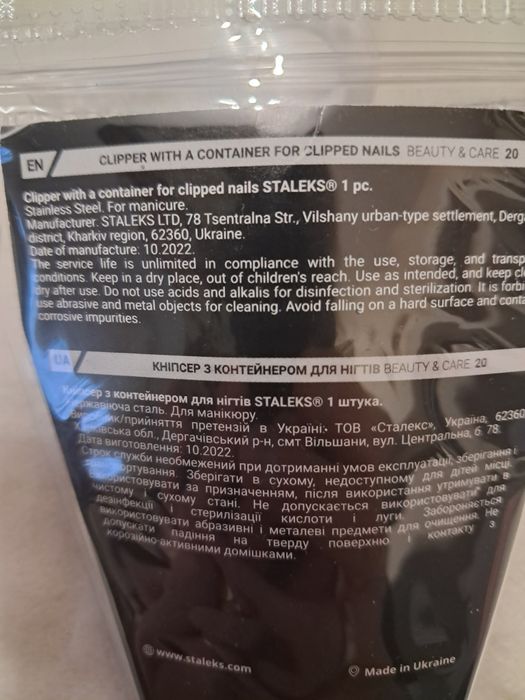 EN
CLIPPER WITH A CONTAINER FOR CLIPPED NAILS BEAUTY & CARE 20
Clipper with a container for clipped nails STALEKS® 1 pc.
Stainless Steel. For manicure.
Manufacturer: STALEKS LTD, 78 Tsentralna Str., Vilshany urban-type settlement,
district, Kharkiv region, 62360, Ukraine.
Date of manufacture: 10.2022.
The service life is unlimited in compliance with the use, storage, and
conditions. Keep in a dry place, out of children's reach. Use as intended, and keep
dry after use. Do not use acids and alkalis for disinfection and sterilization. It is
use abrasive and metal objects for cleaning. Avoid falling on a hard surface and
corrosive impurities.
UA
КНІПСЕР З КОНТЕЙНЕРОМ ДЛЯ НІГТІВ BEAUTY & CARE 20
Кніпсер з контейнером для нігтів STALEKS® 1 штука.
сталь. Для манікюру.
претензій в Україні: ТОВ «Сталекс», Україна, 62360
обл., Дергачівський р-н, смт Вільшани, вул. Центральна, б. 78.
Дата виготовлення: 10.2022.
Строк служби необмежений при дотриманні умов експлуатації, зберігання і
Зберігати в сухому, недоступному для дітей місці.
за призначенням, після використання утримувати в
чистому і сухому стані. Не допускається використовувати для
дезінфекції і стерилізації кислоти і луги. Забороняється
використовувати абразивні і металеві предмети для очищення. Не
допускати падіння на тверду поверхню і контакту з
корозійно-активними домішками.
www.staleks.com
Made in Ukraine